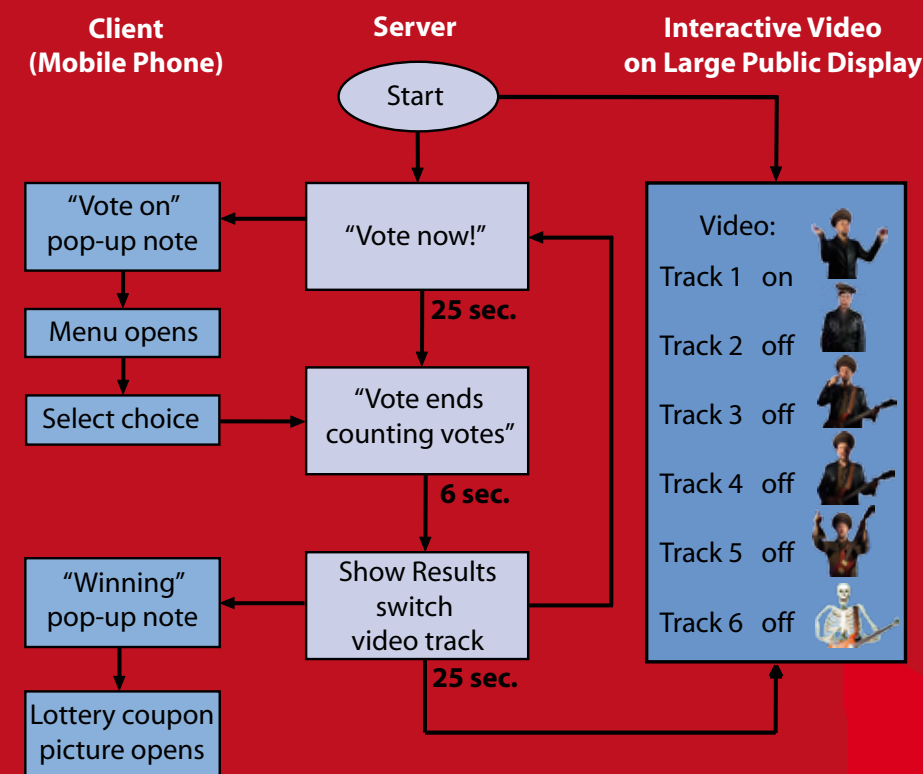 Client
(Mobile Phone)
Server
Interactive Video
on Large Public Display
Start
“Vote on”
pop-up note
“Vote now!”
Menu opens
25 sec.
Select choice
“Vote ends
counting votes”
6 sec.
“Winning”
pop-up note
Show Results
switch
video track
25 sec.
Lottery coupon
picture opens
Video:
Track 1 on
Track 2 off
Track 3 off
Track 4 off
Track 5 off
Track 6 off